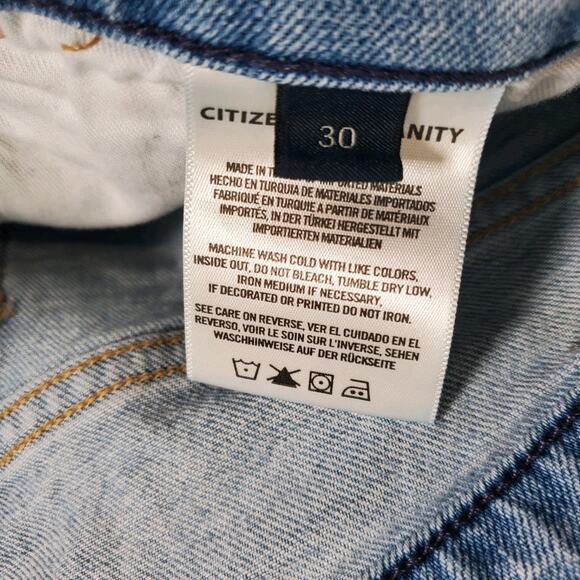 CITIZE ANITY
30
MADE IN T IMPORTED MATERIALS
HECHO EN TURQUIA DE MATERIALES IMPORTADOS
FABRIQUÉ EN TURQUIE A PARTIR DE MATÉRIAUX
IMPORTÉS, IN DER TÜRKEI HERGESTELLT MIT
IMPORTIERTEN MATERIALIEN
MACHINE WASH COLD WITH LIKE COLORS,
INSIDE OUT, DO NOT BLEACH, TUMBLE DRY LOW,
IRON MEDIUM IF NECESSARY,
IF DECORATED OR PRINTED DO NOT IRON.
SEE CARE ON REVERSE, VER EL CUIDADO EN EL
REVERSO, VOIR LE SOIN SUR L'INVERSE, SEHEN
WASCHHINWEISE AUF DER RÜCKSEITE